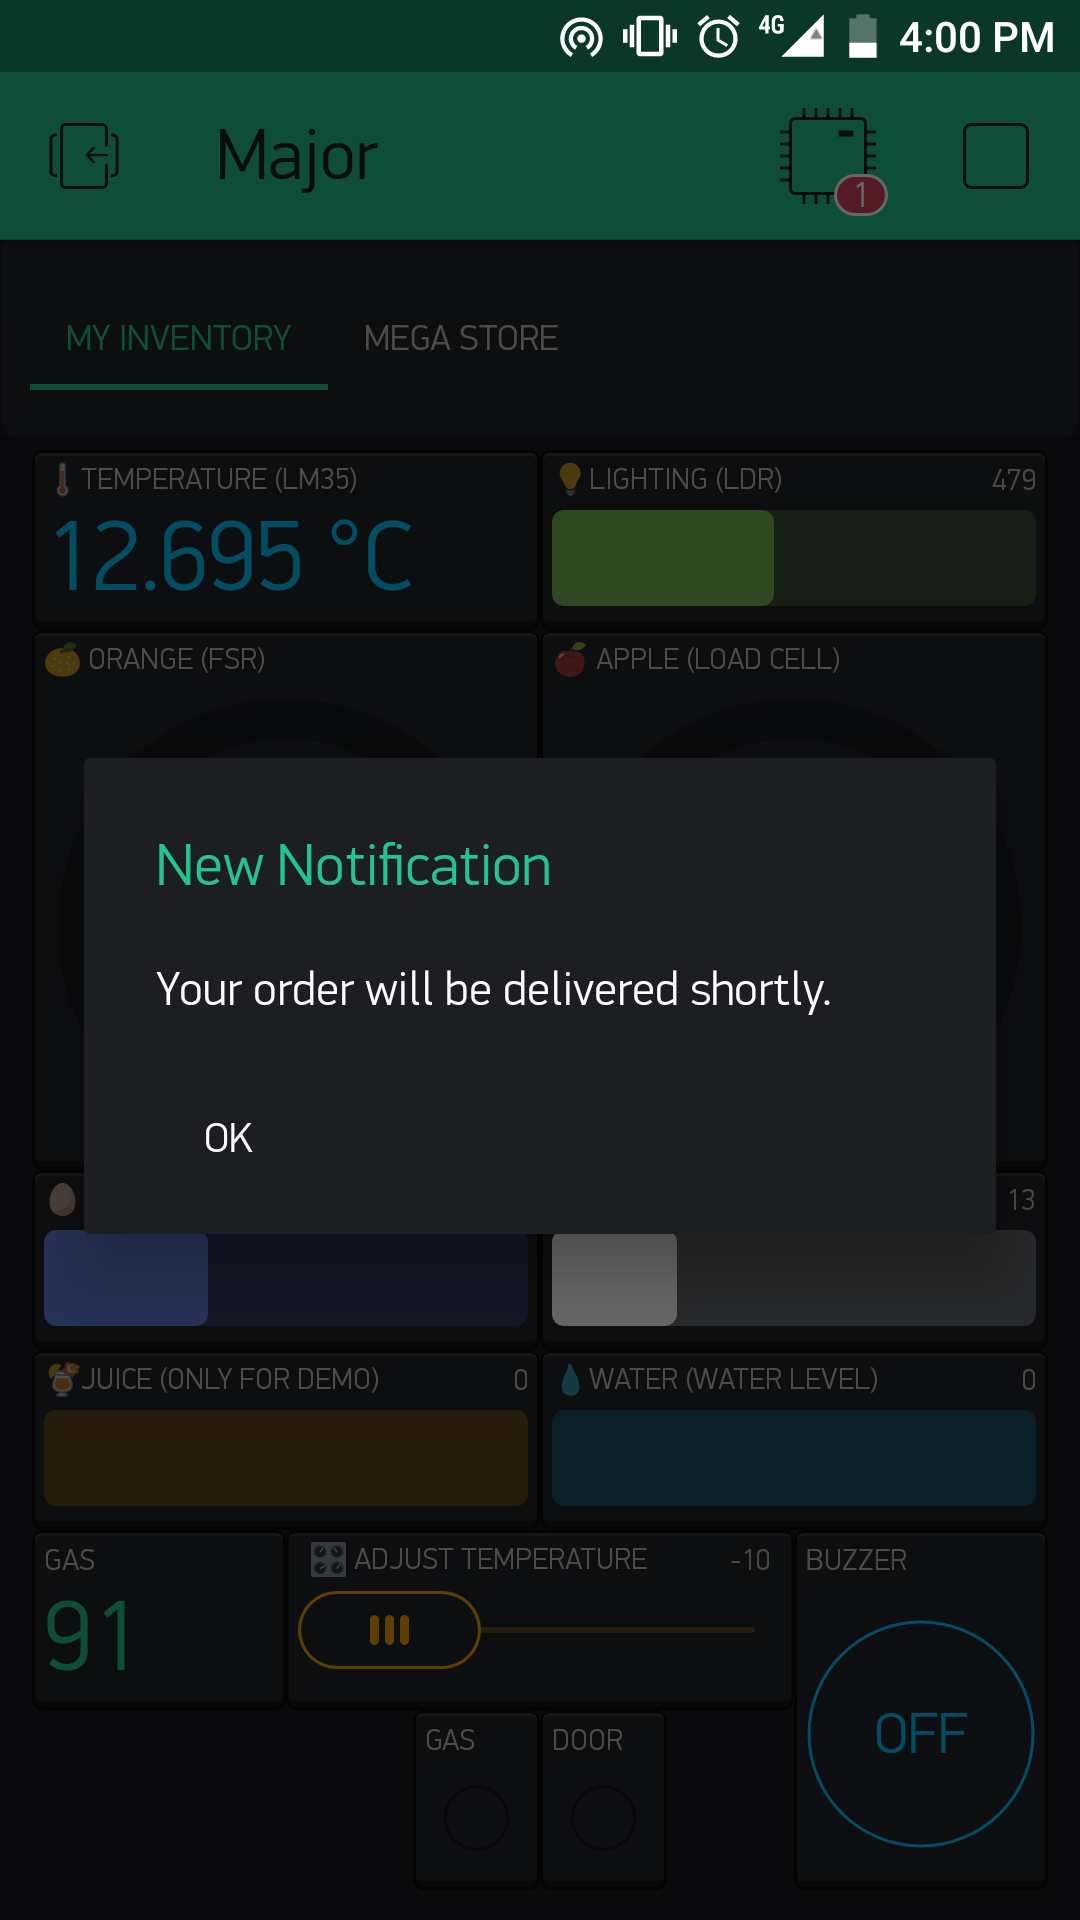 4G 4:00 PM
Major
1
MY INVENTORY MEGA STORE
TEMPERATURE (LM35)
12.695 °C
LIGHTING (LDR) 479
ORANGE (FSR)
APPLE (LOAD CELL)
New Notification
Your order will be delivered shortly.
OK
13
JUICE (ONLY FOR DEMO) 0
WATER (WATER LEVEL) 0
GAS
91
ADJUST TEMPERATURE -10
BUZZER
OFF
GAS
DOOR